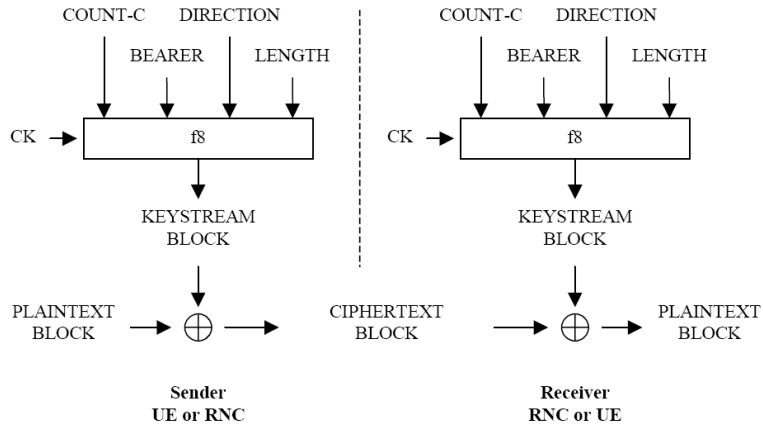 COUNT-C DIRECTION COUNT-C DIRECTION
BEARER LENGTH BEARER LENGTH
CK f8 CK f8
KEYSTREAM KEYSTREAM
BLOCK BLOCK
PLAINTEXT CIPHERTEXT PLAINTEXT
BLOCK BLOCK BLOCK
Sender Receiver
UE or RNC RNC or UE